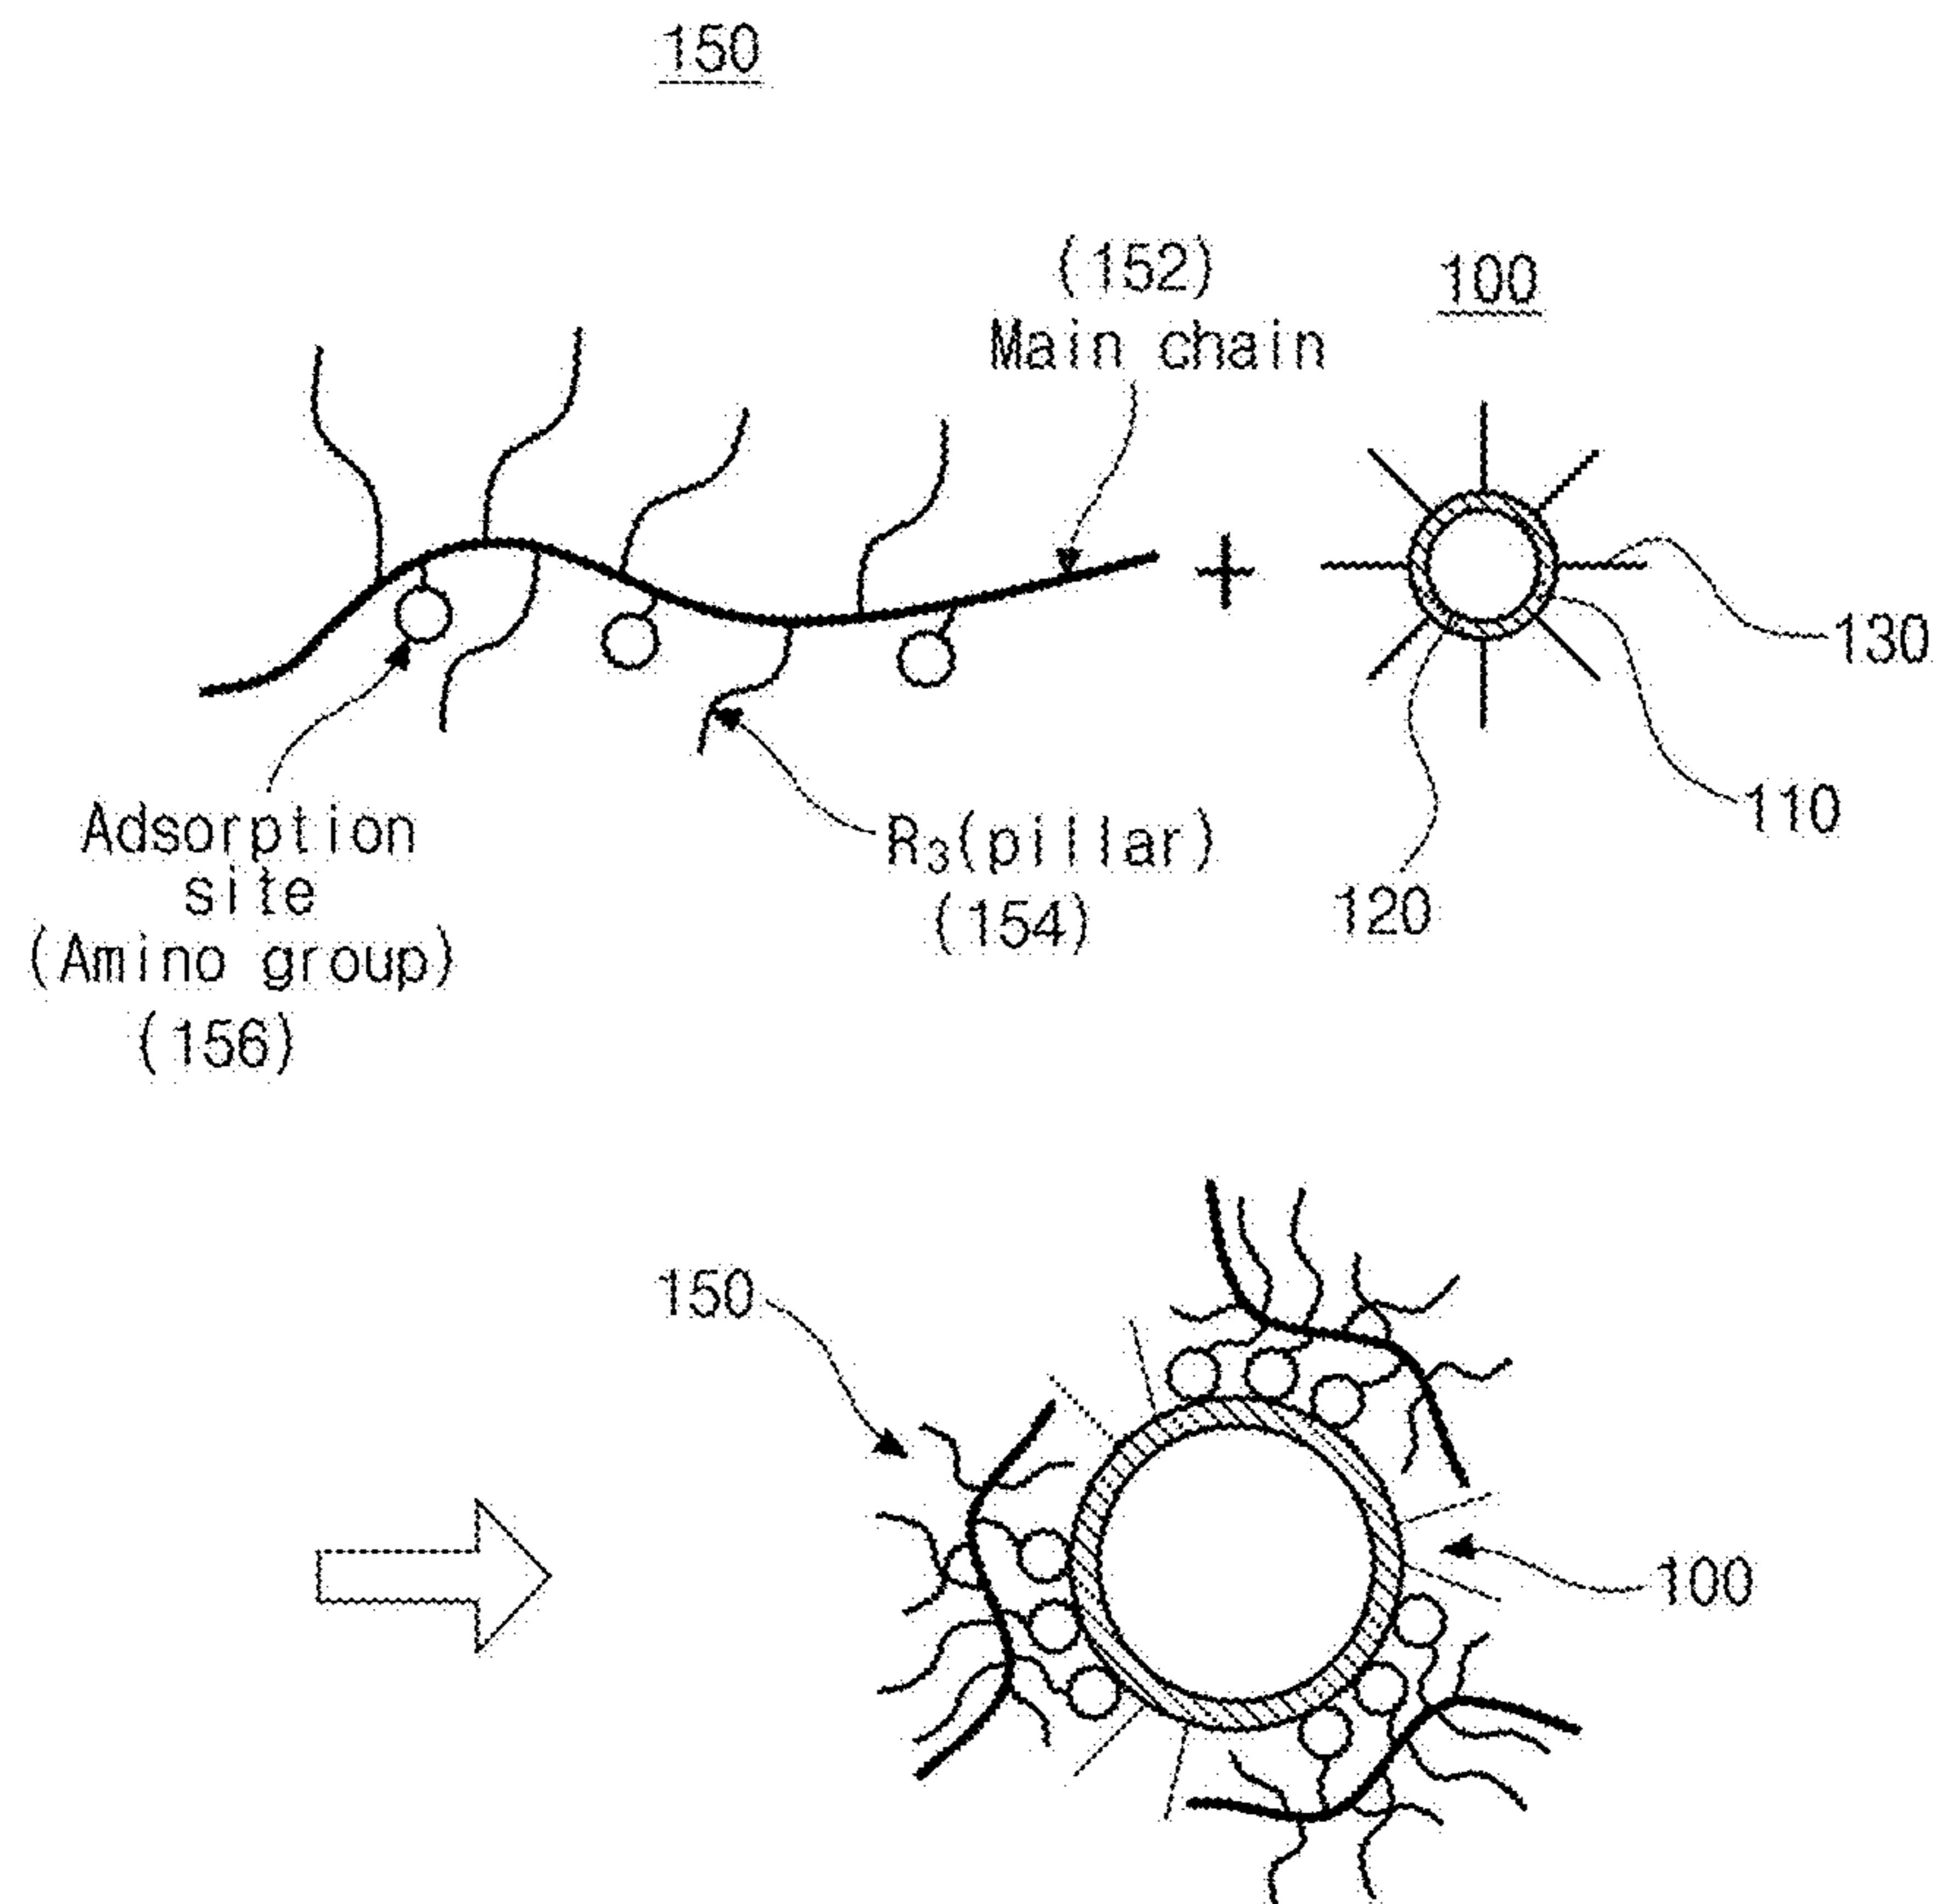 150
(152)
Main chain
100
130
110
120
Adsorption
site
(Amino group)
(156)
R3(pillar)
(154)
150
100